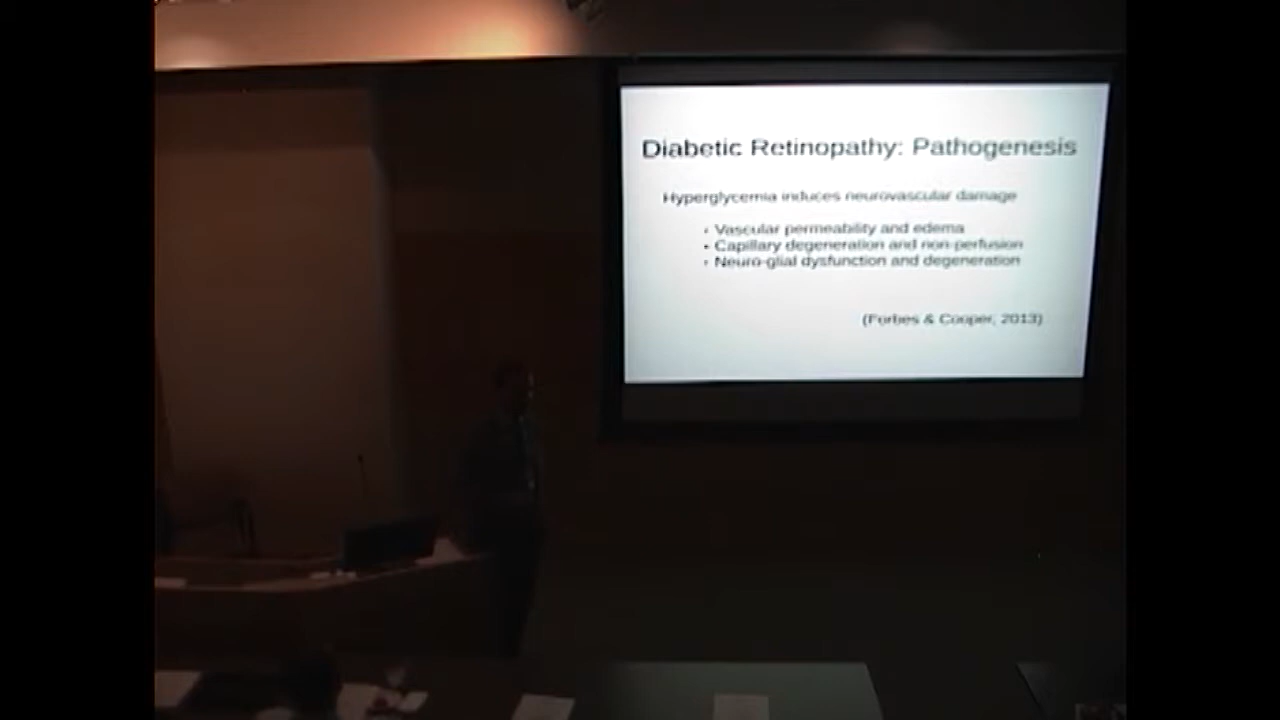 Diabetic Retinopathy: Pathogenesis
Hyperglycemia induces neurovascular damage
• Vascular permeability and edema
• Capillary degeneration and non-perfusion
• Neuro-glial dysfunction and degeneration
(Forbes & Cooper, 2013)